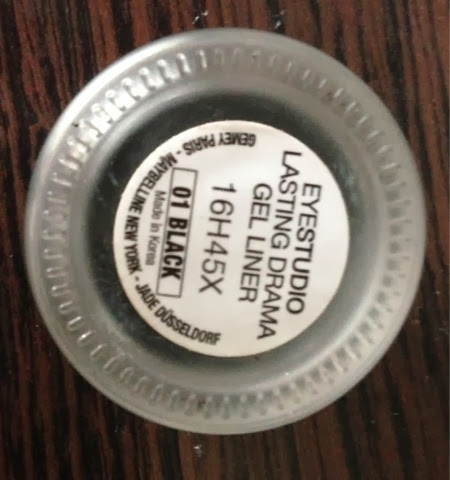 EYESTUDIO
LASTING DRAMA
GEL LINER
16H45X
01 BLACK
Made in Korea
GEMEY PARIS - MAYBELLINE NEW YORK - JADE DÜSSELDORF